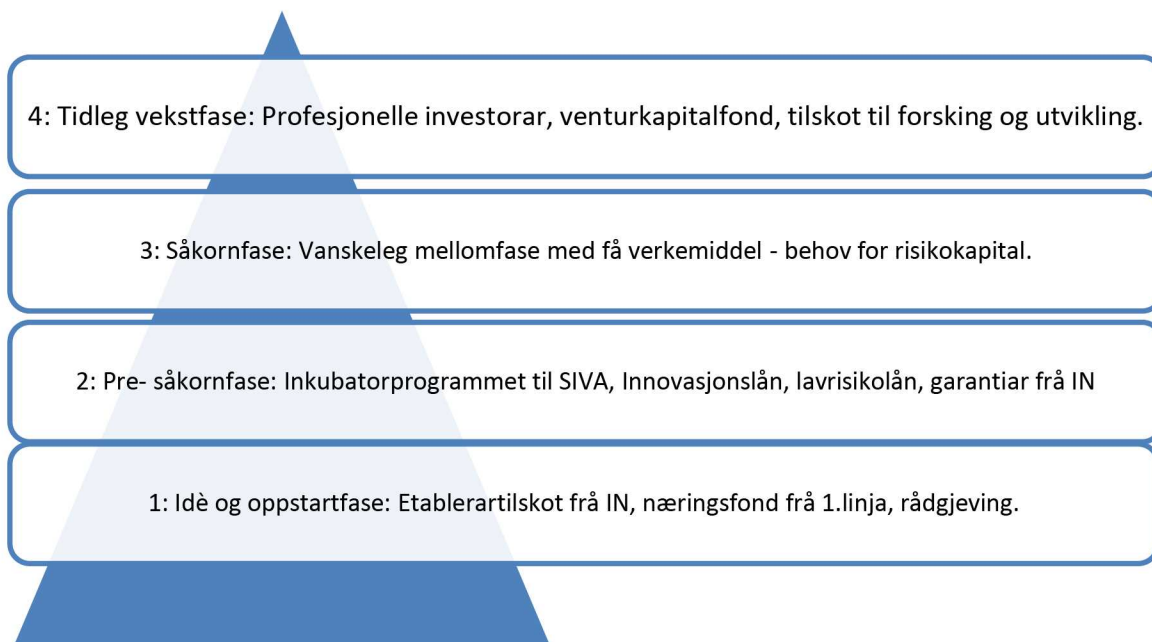 4: Tidleg vekstfase: Profesjonelle investorar, venturkapitalfond, tilskot til forsking og utvikling.
3: Såkornfase: Vanskeleg mellomfase med få verkemiddel - behov for risikokapital.
2: Pre- såkornfase: Inkubatorprogrammet til SIVA, Innovasjonslån, lavrisikolån, garantiar frå IN
1: Idè og oppstartfase: Etablerartilskot frå IN, næringsfond frå 1.linja, rådgjeving.